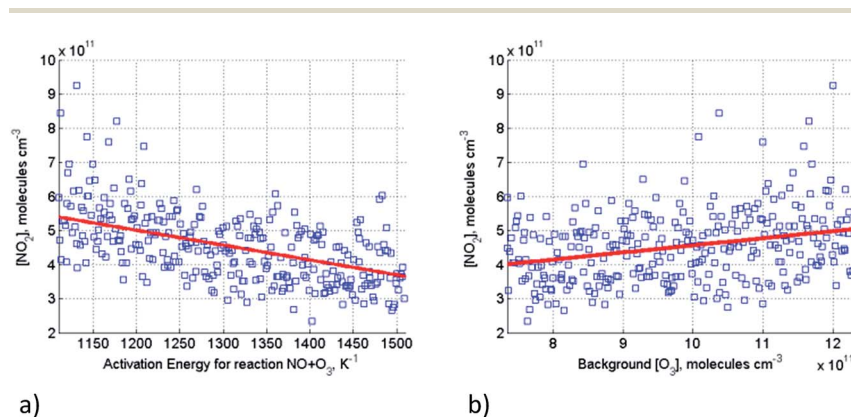 x 10^11
10
9
8
7
6
5
4
3
2
[NO2], molecules cm^-3
1150 1200 1250 1300 1350 1400 1450 1500
Activation Energy for reaction NO+O3, K^-1
a)
x 10^11
10
9
8
7
6
5
4
3
2
[NO2], molecules cm^-3
8 9 10 11 12
Background [O3], molecules cm^-3
x 10^11
b)